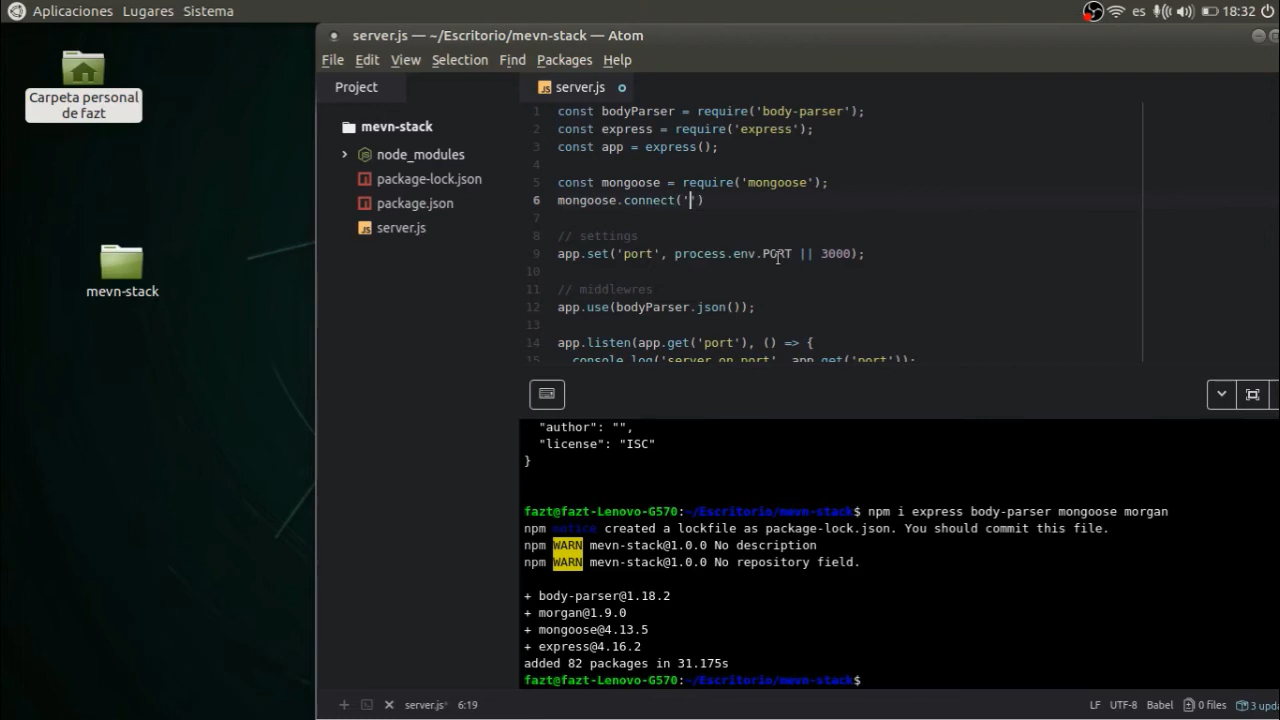 Aplicaciones Lugares Sistema es 18:32
server.js — ~/Escritorio/mevn-stack — Atom
File Edit View Selection Find Packages Help
Carpeta personal de fazt
mevn-stack
Project
mevn-stack
node_modules
package-lock.json
package.json
server.js
server.js
1 const bodyParser = require('body-parser');
2 const express = require('express');
3 const app = express();
4
5 const mongoose = require('mongoose');
6 mongoose.connect('')
7
8 // settings
9 app.set('port', process.env.PORT || 3000);
10
11 // middlewres
12 app.use(bodyParser.json());
13
14 app.listen(app.get('port'), () => {
15 console.log('server on port', app.get('port'));
"author": "",
"license": "ISC"
}
fazt@fazt-Lenovo-G570:~/Escritorio/mevn-stack$ npm i express body-parser mongoose morgan
npm notice created a lockfile as package-lock.json. You should commit this file.
npm WARN mevn-stack@1.0.0 No description
npm WARN mevn-stack@1.0.0 No repository field.
+ body-parser@1.18.2
+ morgan@1.9.0
+ mongoose@4.13.5
+ express@4.16.2
added 82 packages in 31.175s
fazt@fazt-Lenovo-G570:~/Escritorio/mevn-stack$
server.js 6:19 LF UTF-8 Babel 0 files 3